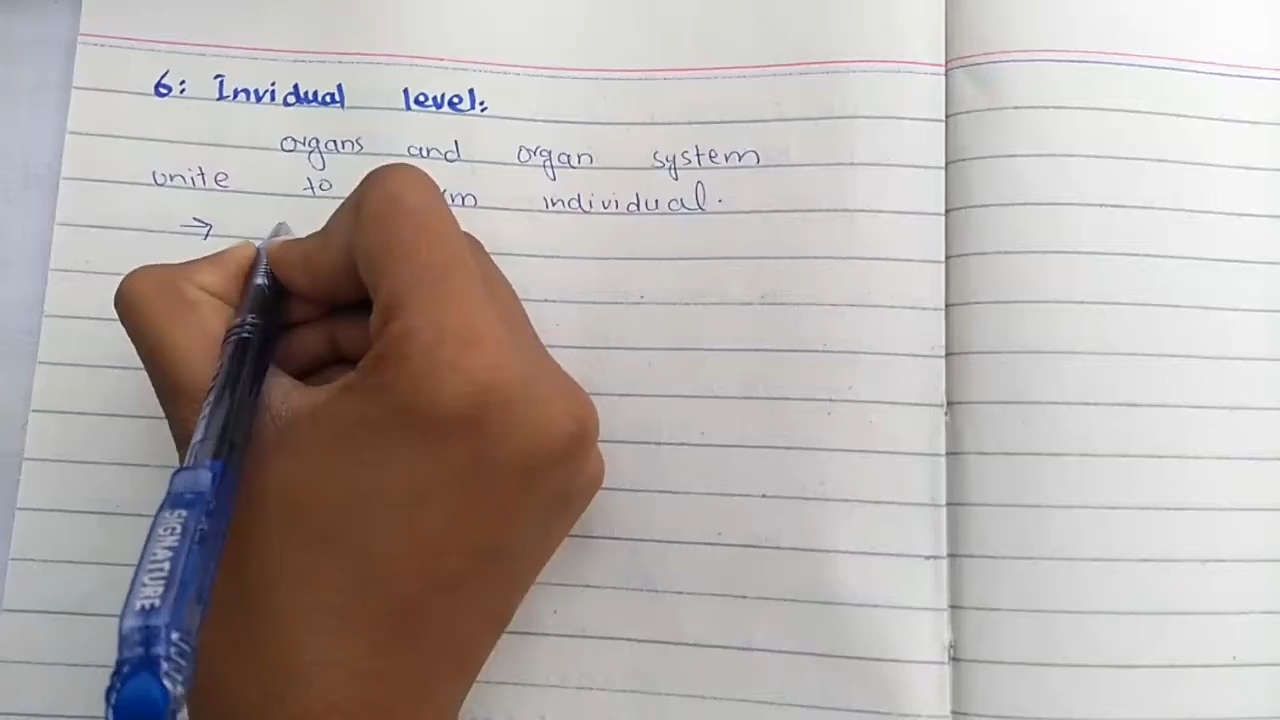 6: Invidual level:
organs and organ system
unite to individual.
→
SIGNATURE